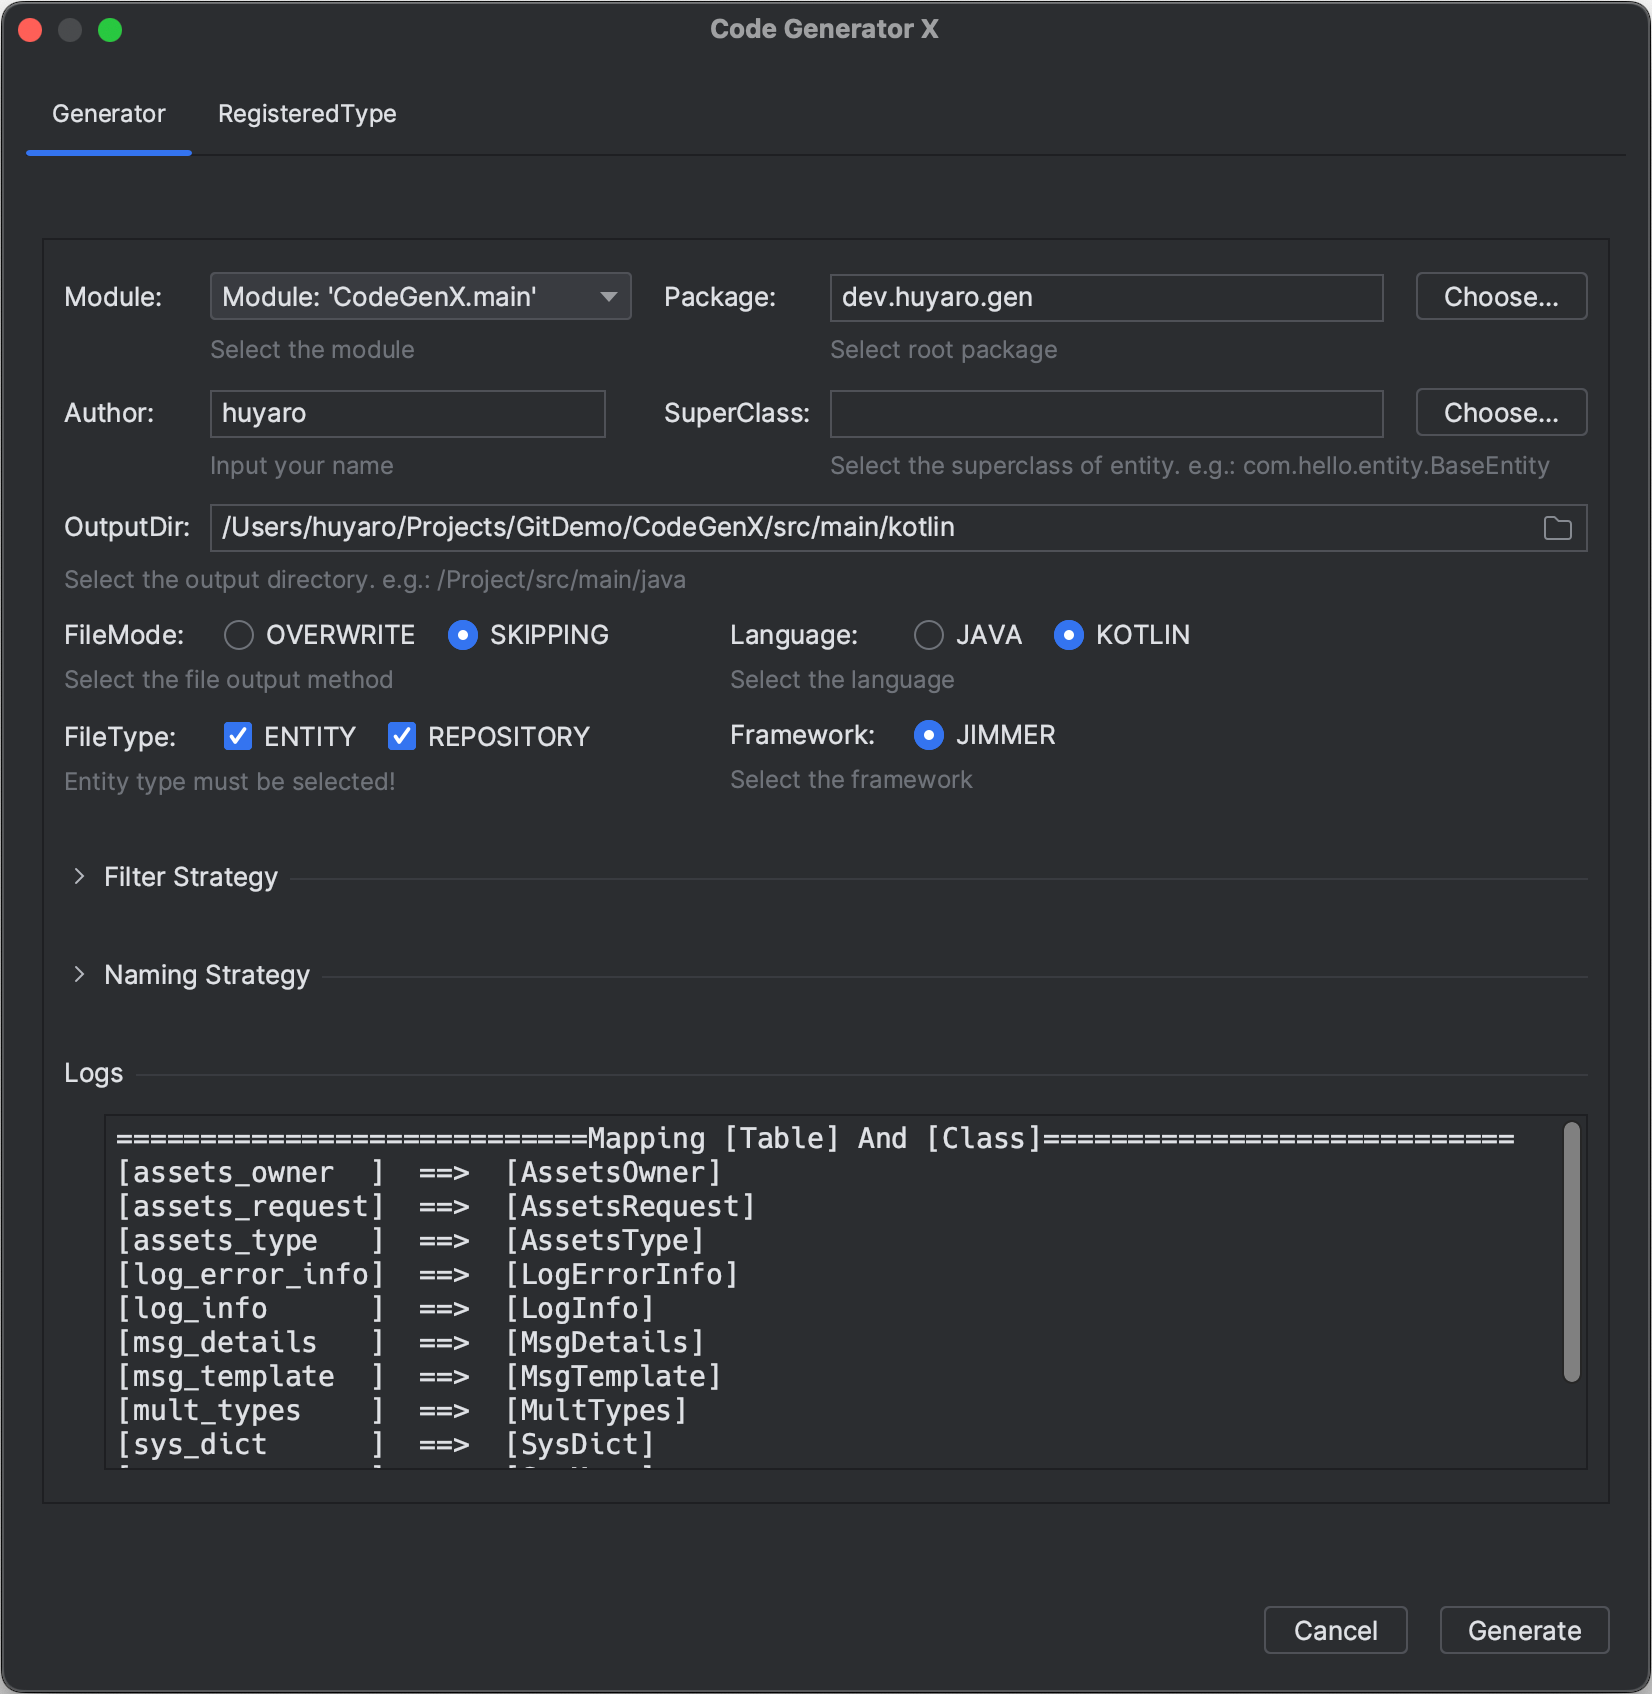 Code Generator X
Generator RegisteredType
Module: Module: 'CodeGenX.main' Package: dev.huyaro.gen Choose...
Select the module Select root package
Author: huyaro SuperClass: Choose...
Input your name Select the superclass of entity. e.g.: com.hello.entity.BaseEntity
OutputDir: /Users/huyaro/Projects/GitDemo/CodeGenX/src/main/kotlin
Select the output directory. e.g.: /Project/src/main/java
FileMode: OVERWRITE SKIPPING Language: JAVA KOTLIN
Select the file output method Select the language
FileType: ENTITY REPOSITORY Framework: JIMMER
Entity type must be selected! Select the framework
Filter Strategy
Naming Strategy
Logs
============================Mapping [Table] And [Class]============================
[assets_owner  ]  ==>  [AssetsOwner]
[assets_request]  ==>  [AssetsRequest]
[assets_type   ]  ==>  [AssetsType]
[log_error_info]  ==>  [LogErrorInfo]
[log_info      ]  ==>  [LogInfo]
[msg_details   ]  ==>  [MsgDetails]
[msg_template  ]  ==>  [MsgTemplate]
[mult_types    ]  ==>  [MultTypes]
[sys_dict      ]  ==>  [SysDict]
Cancel Generate